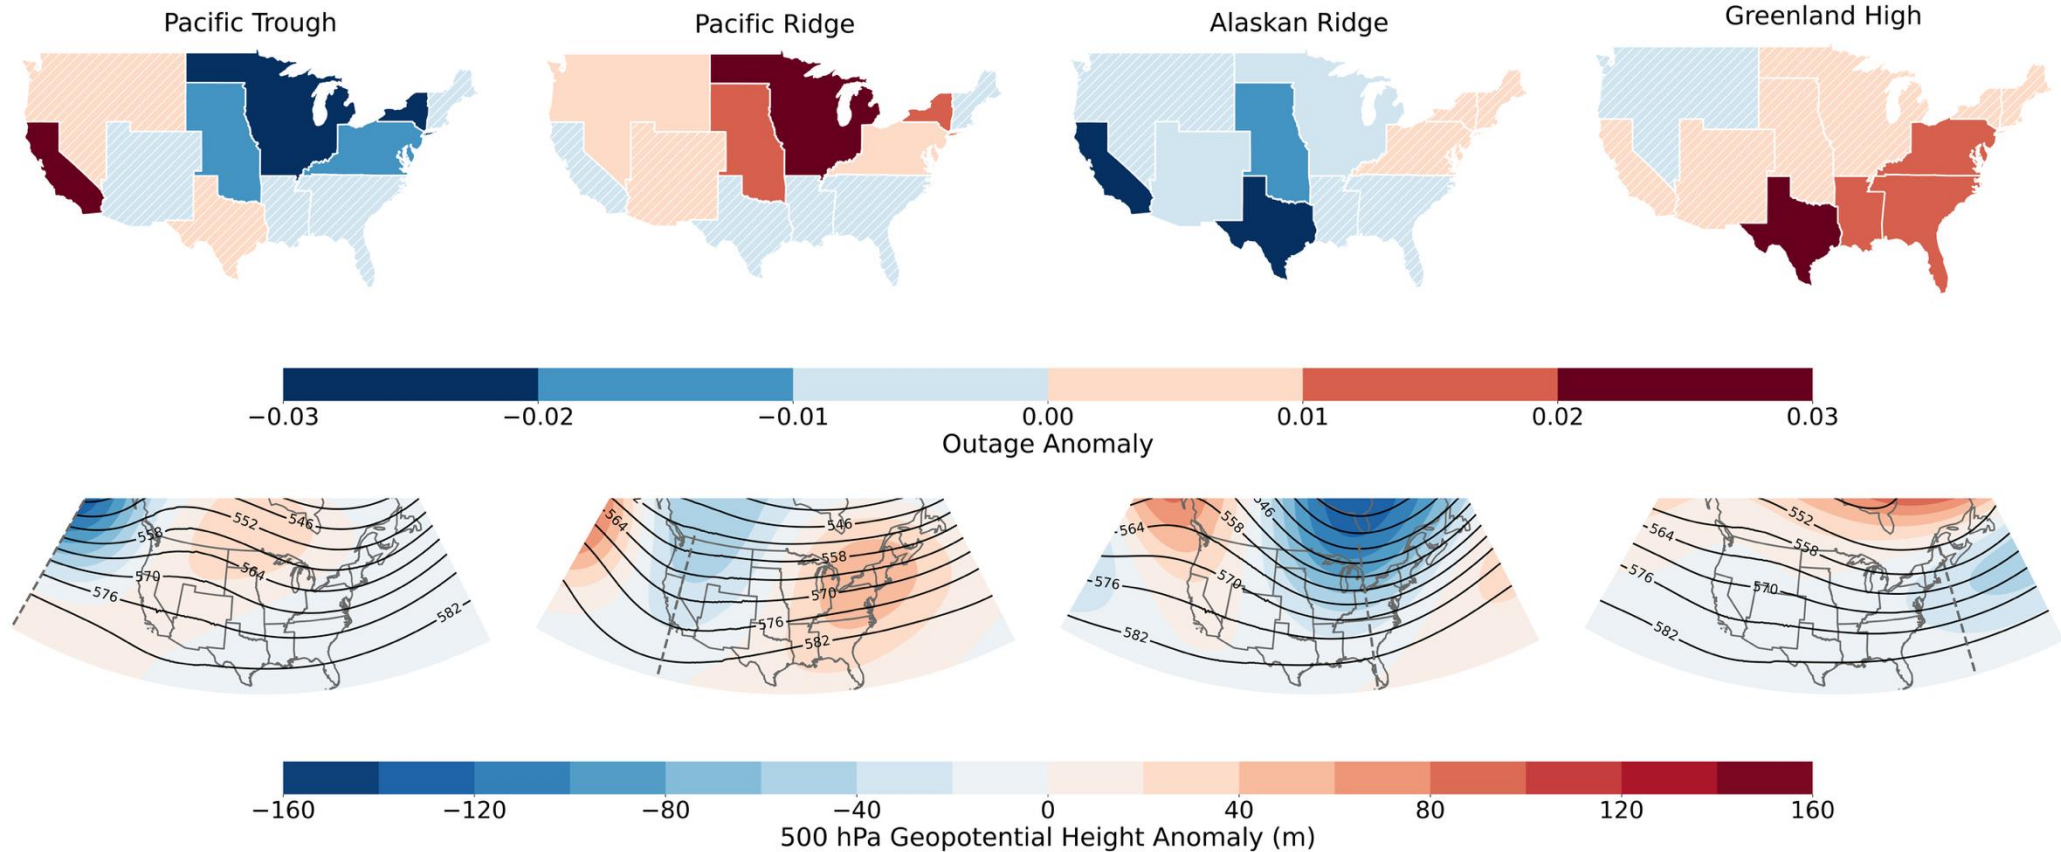 Pacific Trough
Pacific Ridge
Alaskan Ridge
Greenland High
−0.03 −0.02 −0.01 0.00 0.01 0.02 0.03
Outage Anomaly
552 546
558
564
570
576
582
564
546
558
570
576
582
546
564 558
570
576
582
552
564
558
576
570
582
−160 −120 −80 −40 0 40 80 120 160
500 hPa Geopotential Height Anomaly (m)